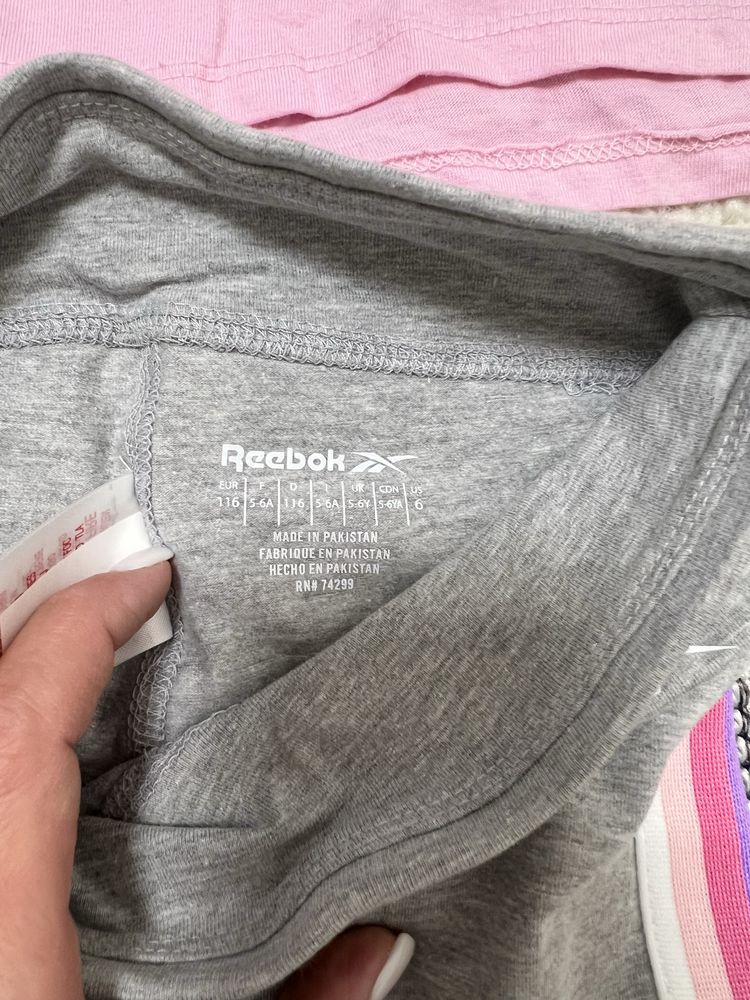 Reebok
EUR F D I UK CDN US
116 5-6A 116 5-6A 5-6Y 5-6YA 6
MADE IN PAKISTAN
FABRIQUE EN PAKISTAN
HECHO EN PAKISTAN
RN# 74299